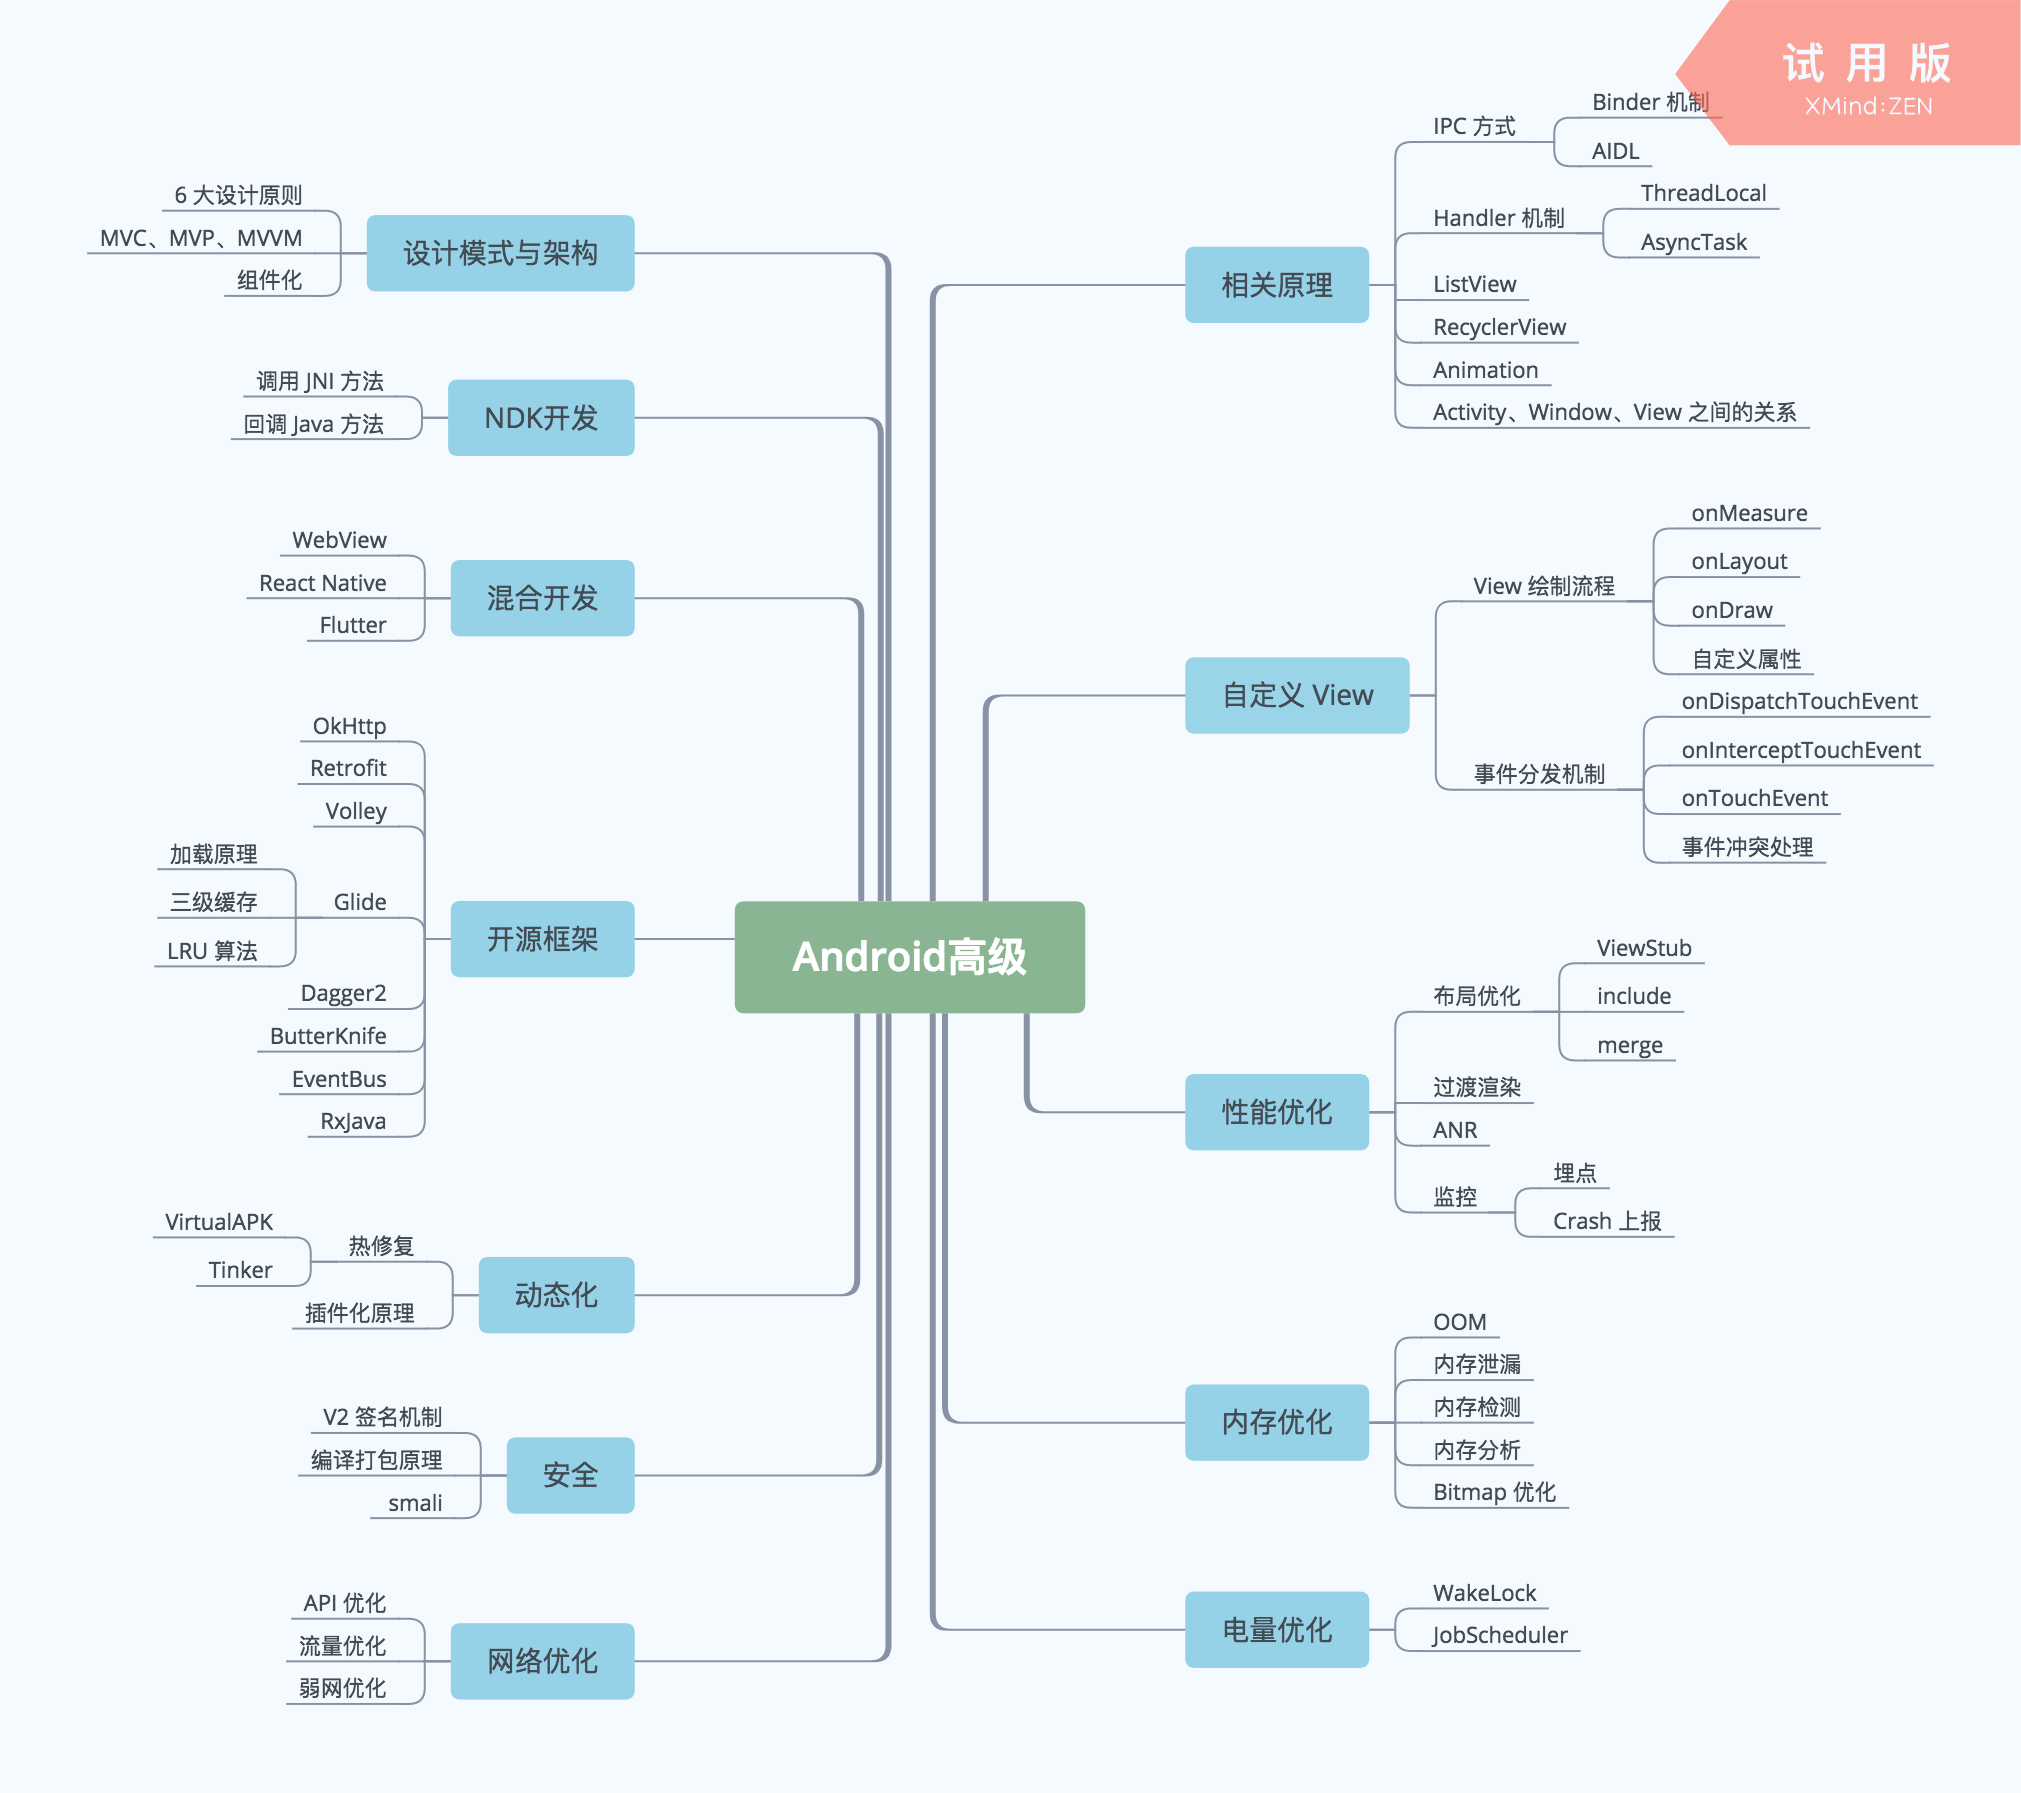 试用版
XMind:ZEN
Android高级
相关原理
IPC 方式
Binder 机制
AIDL
Handler 机制
ThreadLocal
AsyncTask
ListView
RecyclerView
Animation
Activity、Window、View 之间的关系
自定义 View
View 绘制流程
onMeasure
onLayout
onDraw
自定义属性
事件分发机制
onDispatchTouchEvent
onInterceptTouchEvent
onTouchEvent
事件冲突处理
性能优化
布局优化
ViewStub
include
merge
过渡渲染
ANR
监控
埋点
Crash 上报
内存优化
OOM
内存泄漏
内存检测
内存分析
Bitmap 优化
电量优化
WakeLock
JobScheduler
设计模式与架构
6 大设计原则
MVC、MVP、MVVM
组件化
NDK开发
调用 JNI 方法
回调 Java 方法
混合开发
WebView
React Native
Flutter
开源框架
OkHttp
Retrofit
Volley
Glide
加载原理
三级缓存
LRU 算法
Dagger2
ButterKnife
EventBus
RxJava
动态化
热修复
VirtualAPK
Tinker
插件化原理
安全
V2 签名机制
编译打包原理
smali
网络优化
API 优化
流量优化
弱网优化